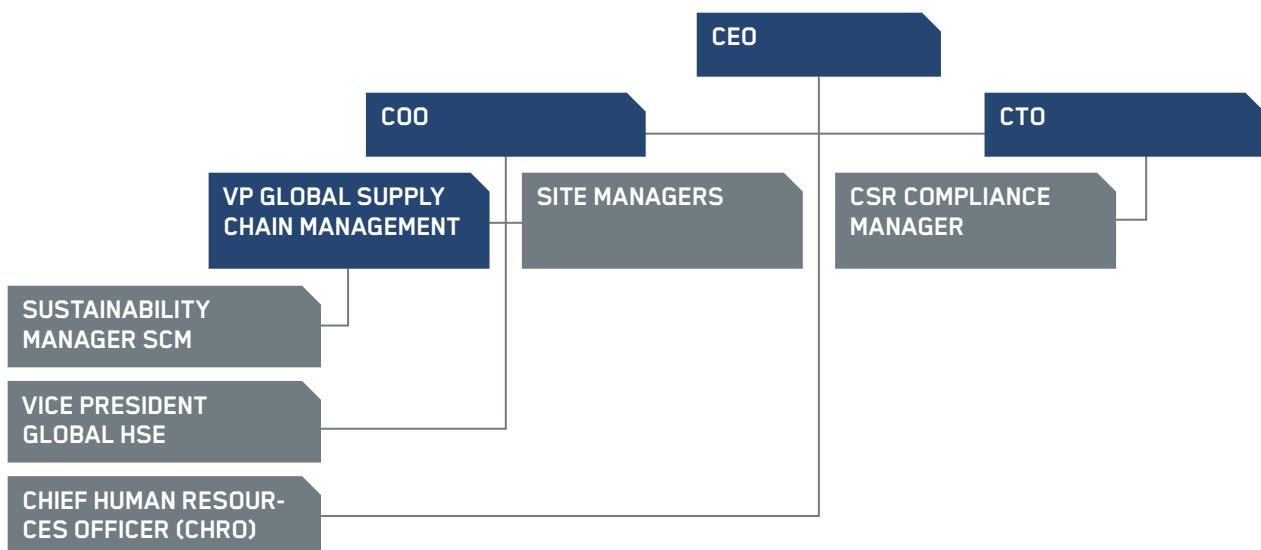 CEO
COO
CTO
VP GLOBAL SUPPLY
CHAIN MANAGEMENT
SITE MANAGERS
CSR COMPLIANCE
MANAGER
SUSTAINABILITY
MANAGER SCM
VICE PRESIDENT
GLOBAL HSE
CHIEF HUMAN RESOUR-
CES OFFICER (CHRO)